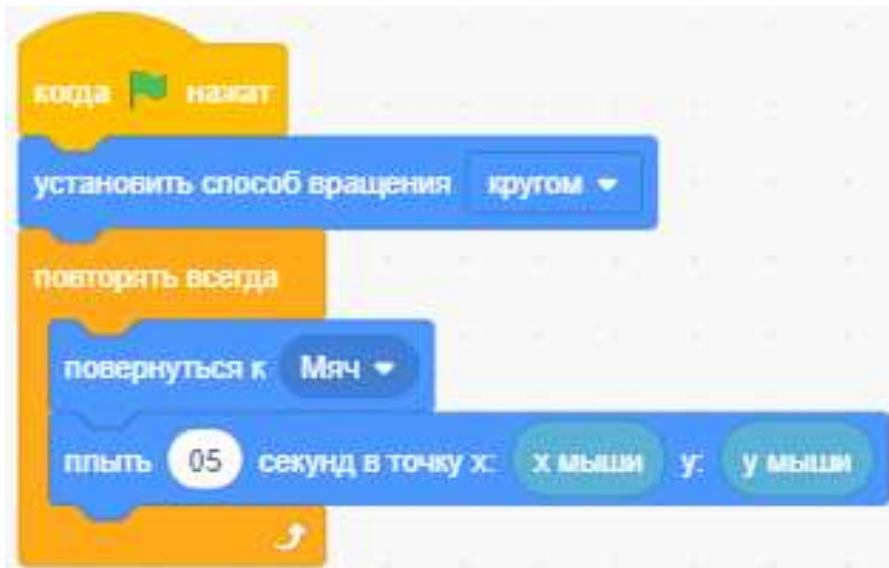 когда нажат
установить способ вращения кругом
повторять всегда
повернуться к Мяч
плыть 05 секунд в точку x: x мыши y: y мыши